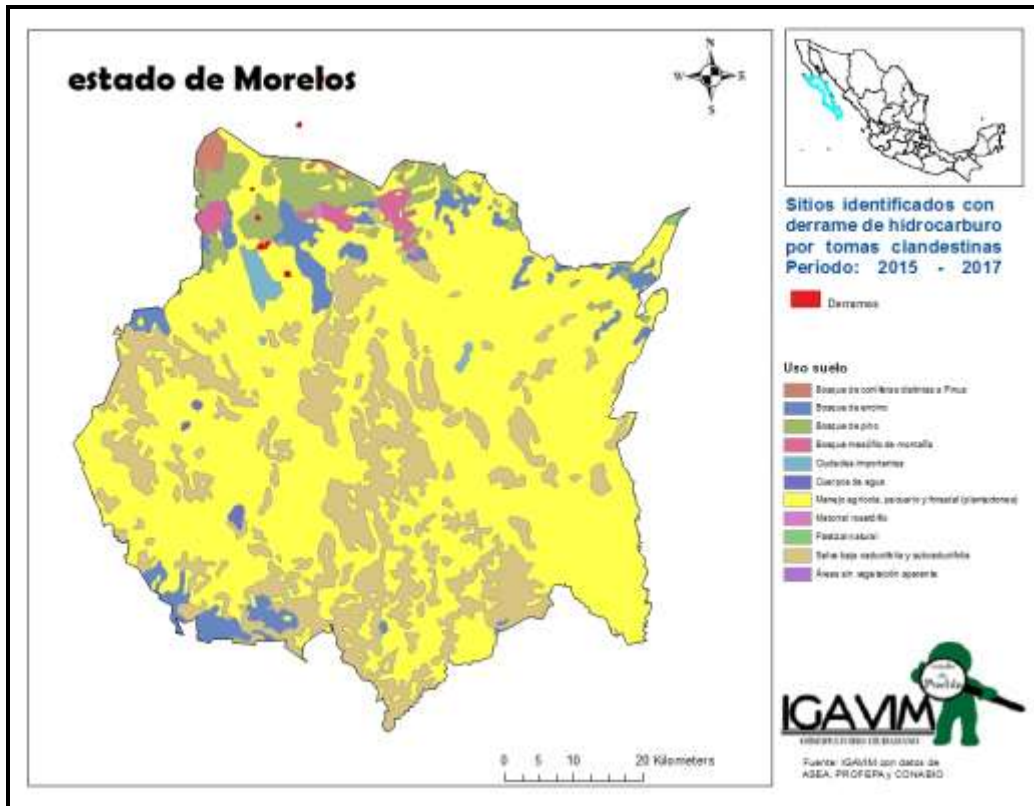 estado de Morelos
N
W
E
S
Sitios identificados con
derrame de hidrocarburo
por tomas clandestinas
Periodo: 2015 - 2017
Derrames
Uso suelo
Bosque de coníferas distintas a Pinus
Bosque de encino
Bosque de pino
Bosque mesófilo de montaña
Ciudades importantes
Cuerpos de agua
Manejo agrícola, pecuario y forestal (plantaciones)
Matorral rosetófilo
Pastizal natural
Selva baja caducifolia y subcaducifolia
Áreas sin vegetación aparente
Puebla
IGAVIM
OBSERVATORIO CIUDADANO
Fuente: IGAVIM con datos de
ASEA, PROFEPA y CONABIO
0 5 10 20 Kilometers